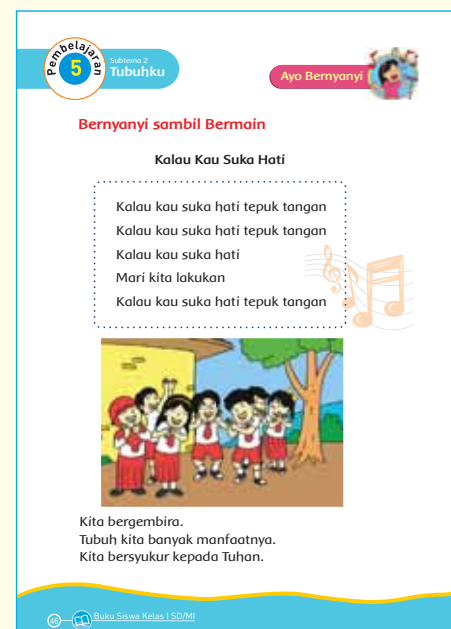 Pembelajaran
5
Subtema 2
Tubuhku
Ayo Bernyanyi
Bernyanyi sambil Bermain
Kalau Kau Suka Hati
Kalau kau suka hati tepuk tangan
Kalau kau suka hati tepuk tangan
Kalau kau suka hati
Mari kita lakukan
Kalau kau suka hati tepuk tangan
Kita bergembira.
Tubuh kita banyak manfaatnya.
Kita bersyukur kepada Tuhan.
46
Buku Siswa Kelas I SD/MI